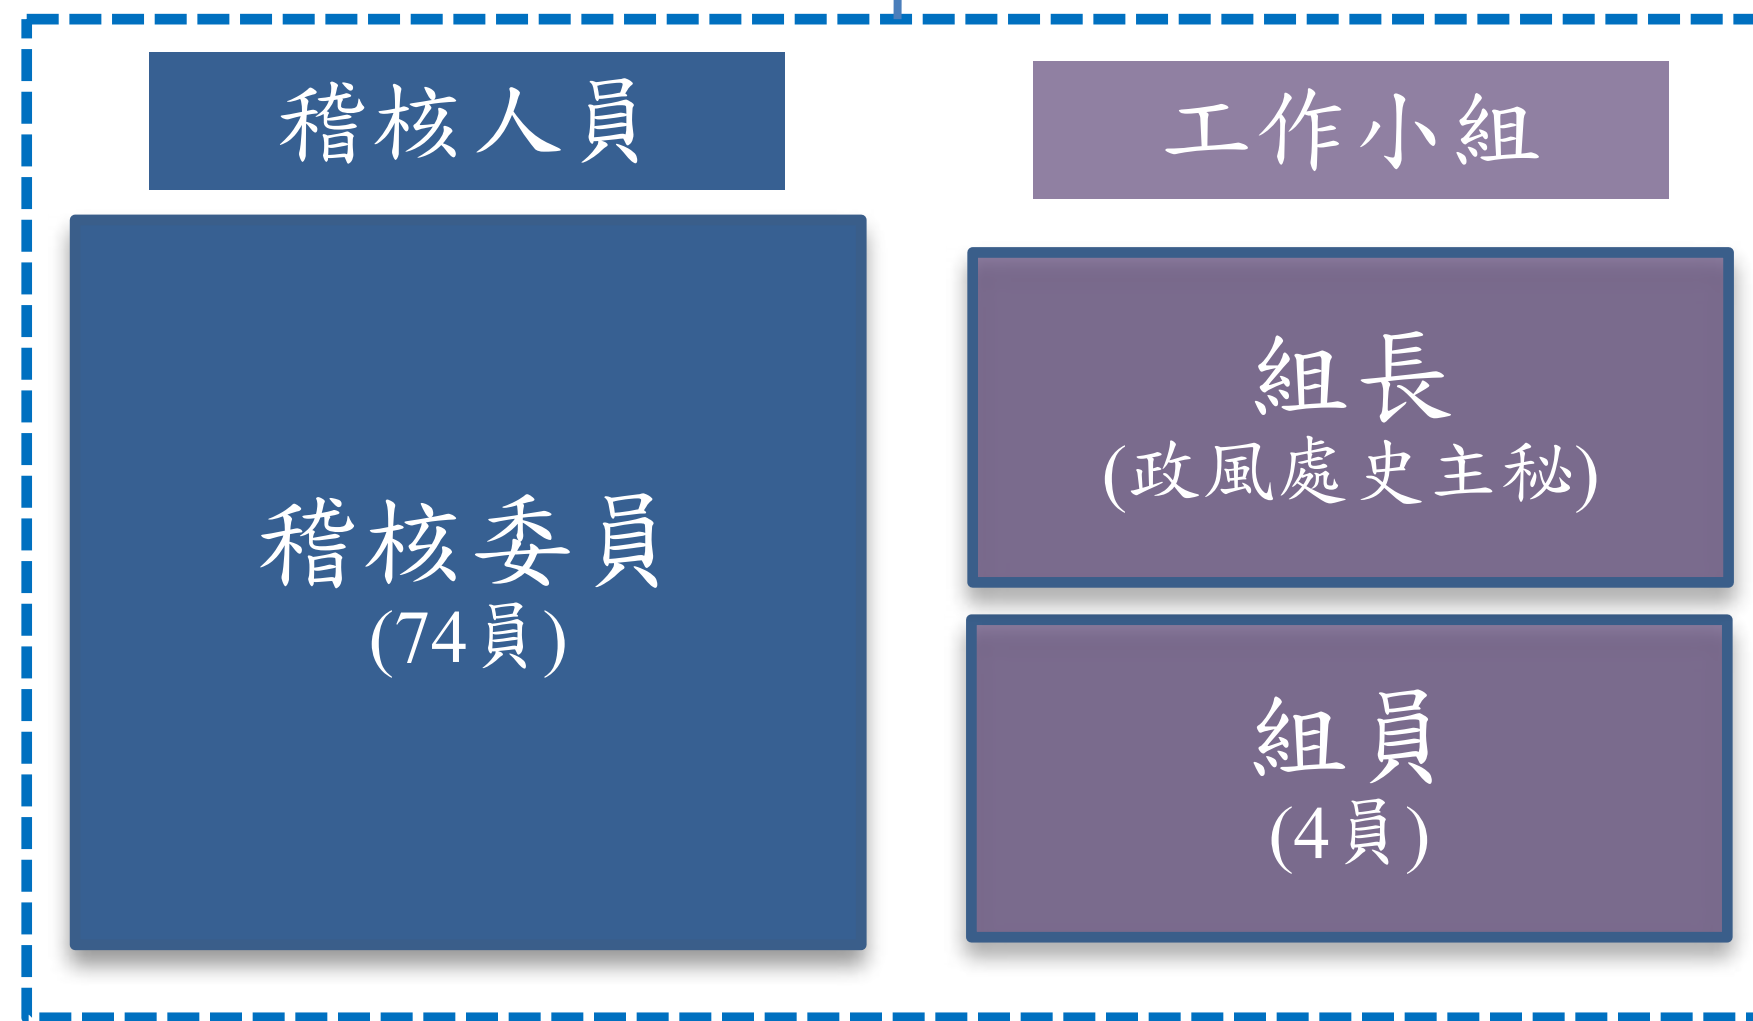 稽核人員
稽核委員
(74員)
工作小組
組長
(政風處史主秘)
組員
(4員)